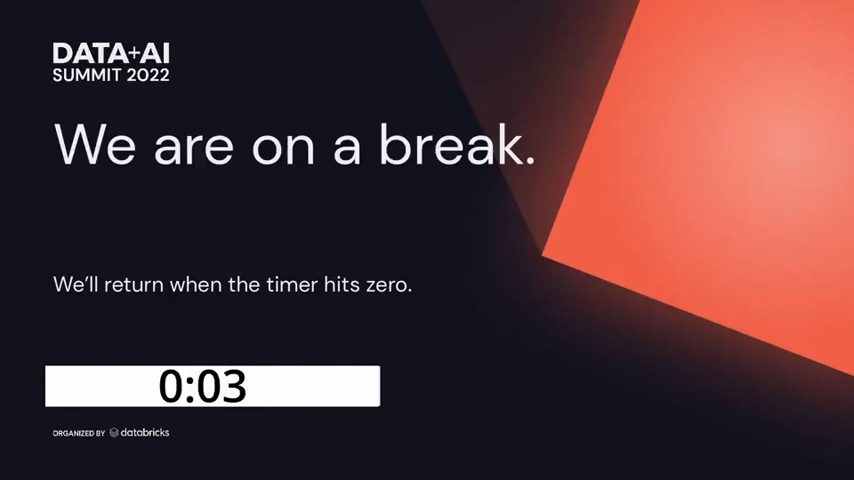 DATA+AI
SUMMIT 2022
We are on a break.
We’ll return when the timer hits zero.
0:03
ORGANIZED BY databricks